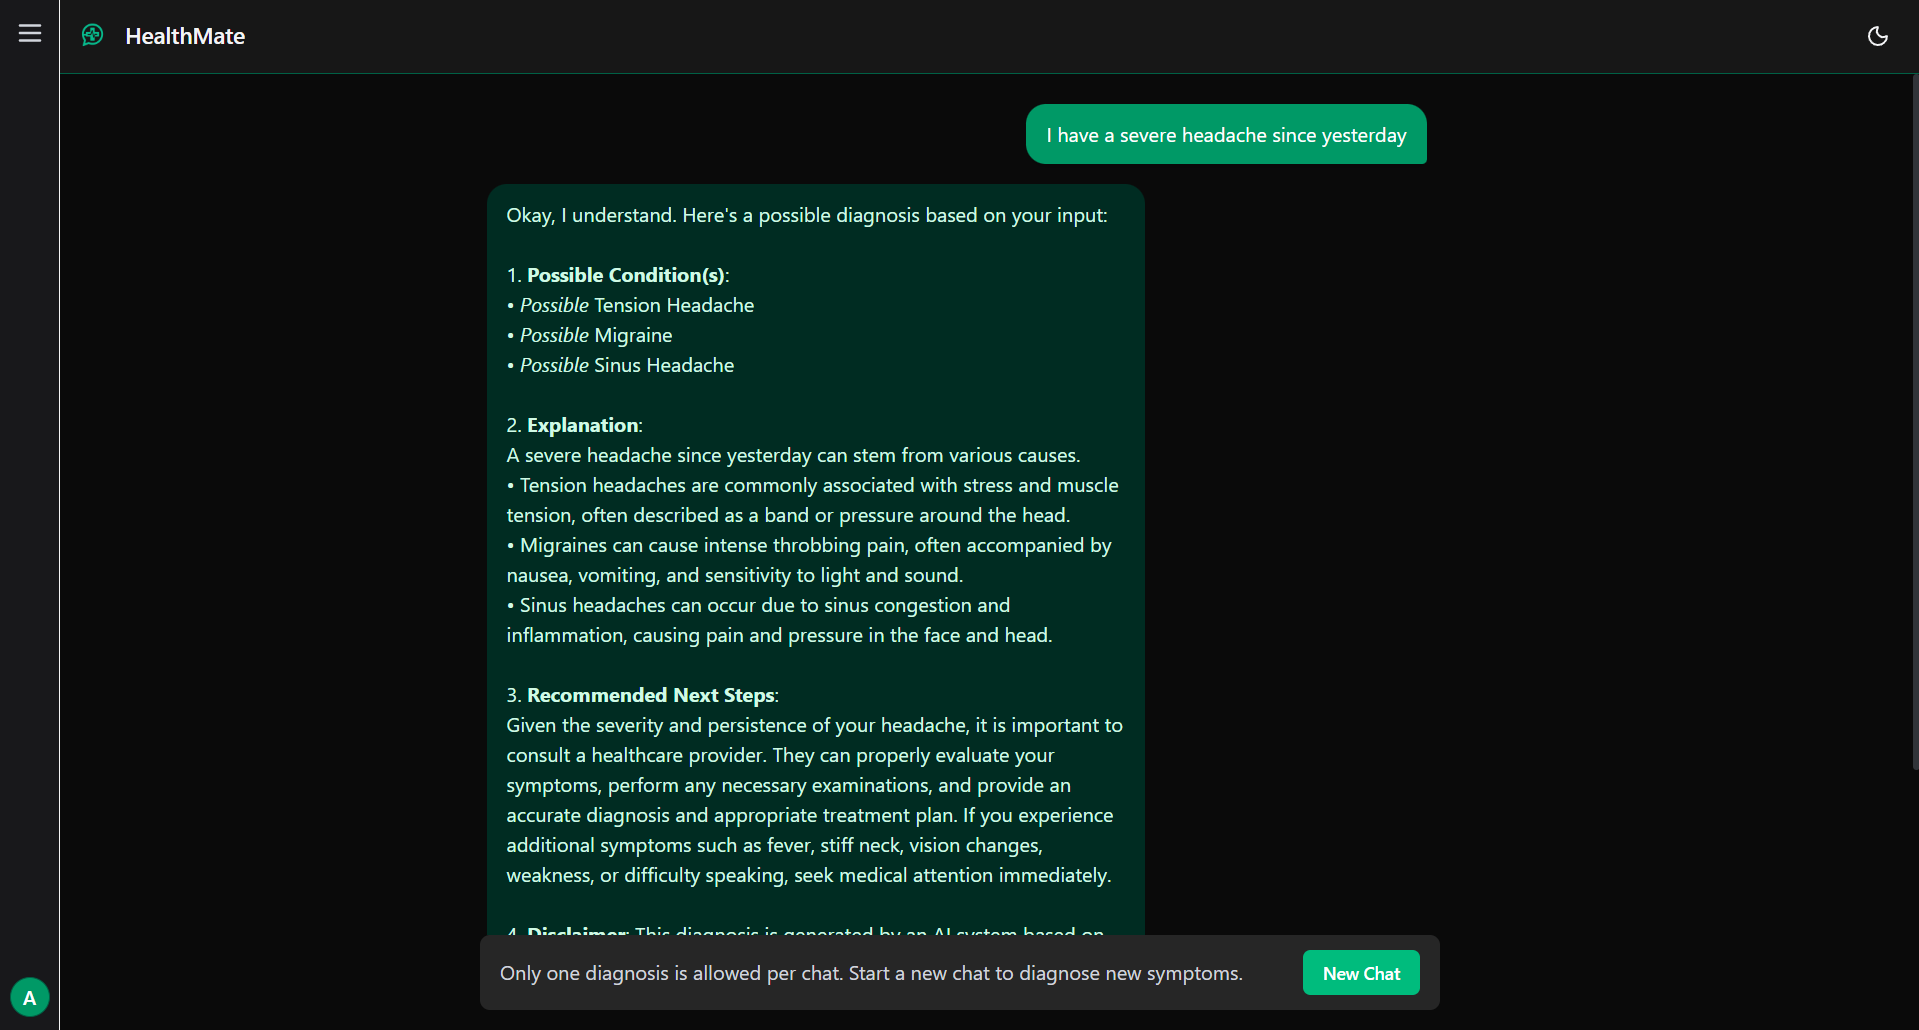 HealthMate
I have a severe headache since yesterday
Okay, I understand. Here's a possible diagnosis based on your input:
1. Possible Condition(s):
• Possible Tension Headache
• Possible Migraine
• Possible Sinus Headache
2. Explanation:
A severe headache since yesterday can stem from various causes.
• Tension headaches are commonly associated with stress and muscle
tension, often described as a band or pressure around the head.
• Migraines can cause intense throbbing pain, often accompanied by
nausea, vomiting, and sensitivity to light and sound.
• Sinus headaches can occur due to sinus congestion and
inflammation, causing pain and pressure in the face and head.
3. Recommended Next Steps:
Given the severity and persistence of your headache, it is important to
consult a healthcare provider. They can properly evaluate your
symptoms, perform any necessary examinations, and provide an
accurate diagnosis and appropriate treatment plan. If you experience
additional symptoms such as fever, stiff neck, vision changes,
weakness, or difficulty speaking, seek medical attention immediately.
4. Disclaimer: This diagnosis is generated by an AI system based on
Only one diagnosis is allowed per chat. Start a new chat to diagnose new symptoms.
New Chat
A